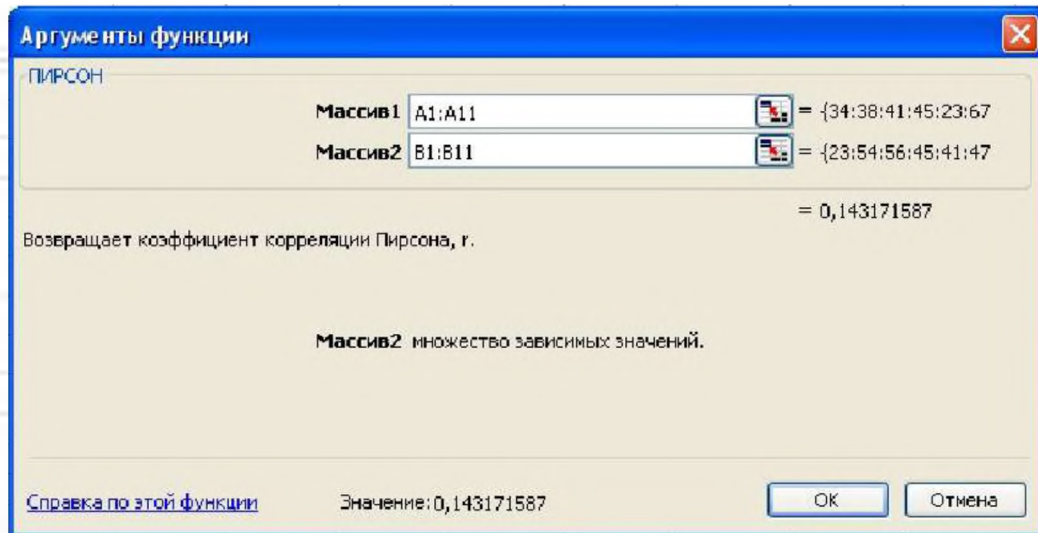 Аргументы функции
ПИРСОН
Массив1 A1:A11 = {34:38:41:45:23:67
Массив2 B1:B11 = {23:54:56:45:41:47
= 0,143171587
Возвращает коэффициент корреляции Пирсона, r.
Массив2 множество зависимых значений.
Справка по этой функции Значение:0,143171587 ОК Отмена